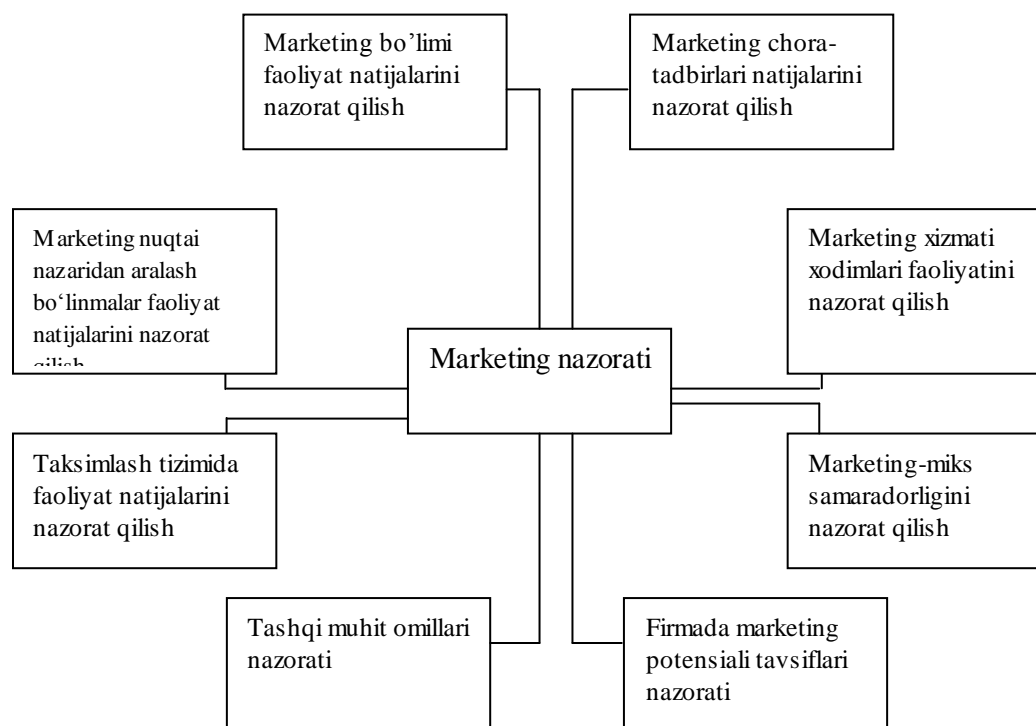 Marketing bo’limi
faoliyat natijalarini
nazorat qilish
Marketing chora-
tadbirlari natijalarini
nazorat qilish
Marketing nuqtai
nazaridan aralash
bo‘linmalar faoliyat
natijalarini nazorat
qilish
Marketing xizmati
xodimlari faoliyatini
nazorat qilish
Marketing nazorati
Taksimlash tizimida
faoliyat natijalarini
nazorat qilish
Marketing-miks
samaradorligini
nazorat qilish
Tashqi muhit omillari
nazorati
Firmada marketing
potensiali tavsiflari
nazorati